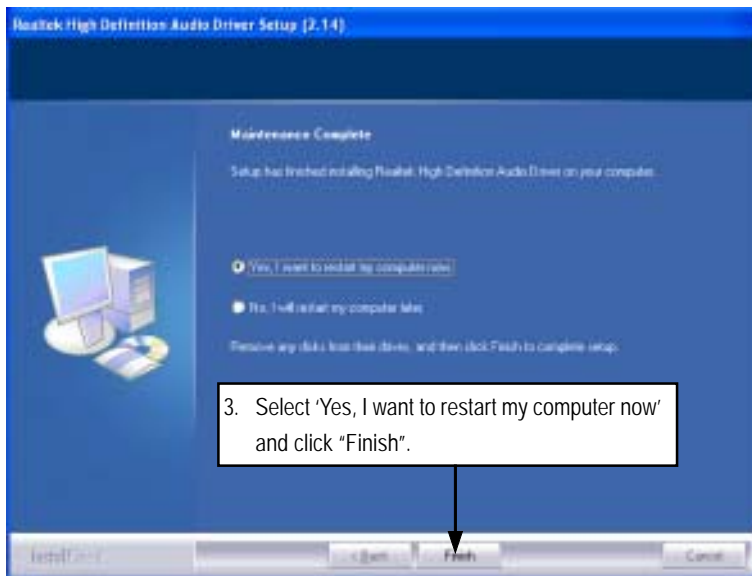 Realtek High Definition Audio Driver Setup (2.14)
Maintenance Complete
Setup has finished installing Realtek High Definition Audio Driver on your computer.
Yes, I want to restart my computer now.
No, I will restart my computer later.
Remove any disks from their drives, and then click Finish to complete setup.
3. Select ‘Yes, I want to restart my computer now’
and click “Finish”.
InstallShield
< Back
Finish
Cancel